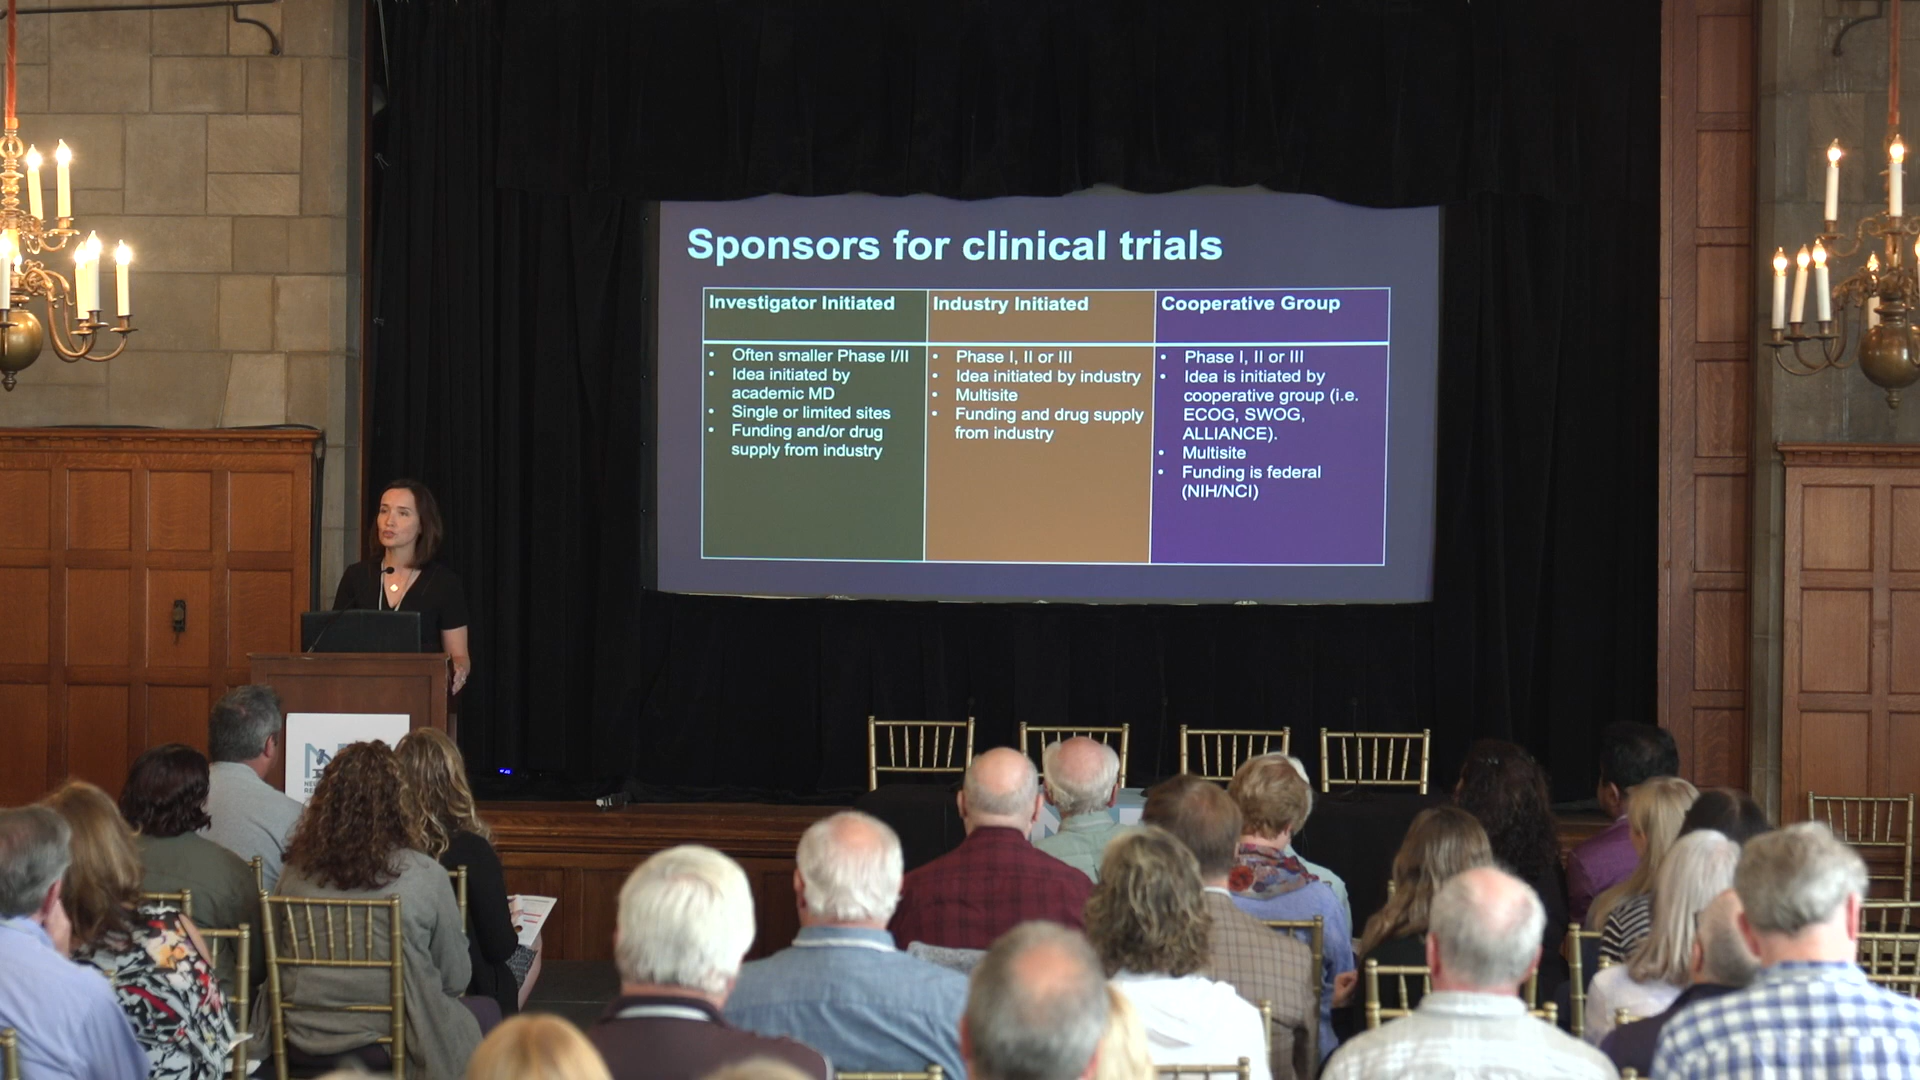 Sponsors for clinical trials
Investigator Initiated
• Often smaller Phase I/II
• Idea initiated by
academic MD
• Single or limited sites
• Funding and/or drug
supply from industry
Industry Initiated
• Phase I, II or III
• Idea initiated by industry
• Multisite
• Funding and drug supply
from industry
Cooperative Group
• Phase I, II or III
• Idea is initiated by
cooperative group (i.e.
ECOG, SWOG,
ALLIANCE).
• Multisite
• Funding is federal
(NIH/NCI)